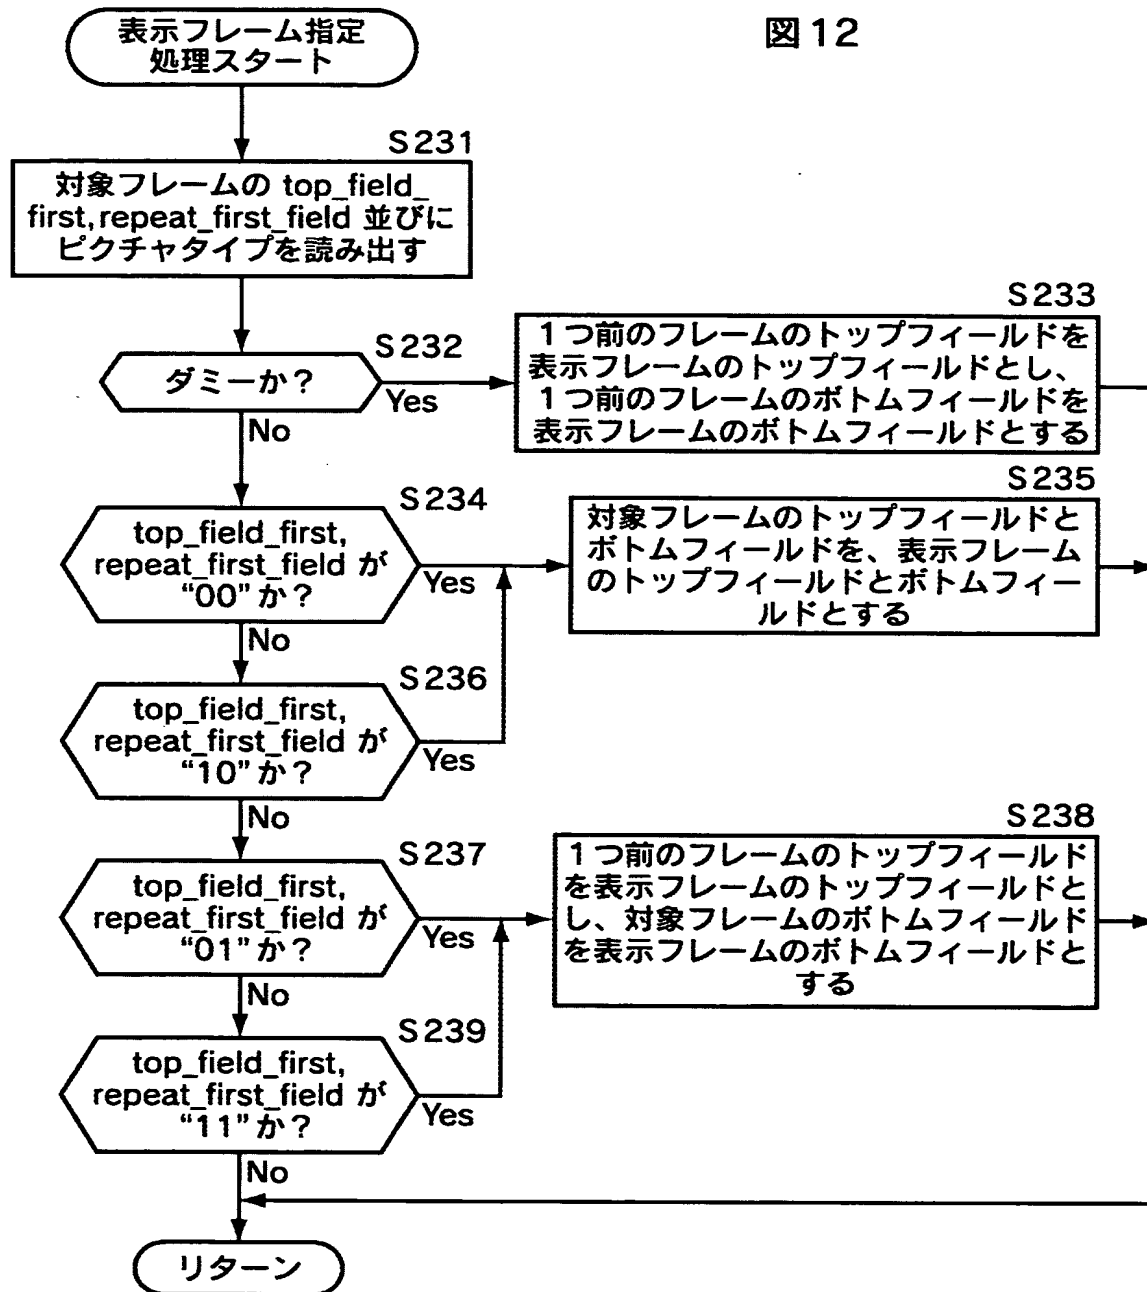 図12
表示フレーム指定
処理スタート
S231
対象フレームの top_field_
first,repeat_first_field 並びに
ピクチャタイプを読み出す
S232
ダミーか?
Yes
No
S233
1つ前のフレームのトップフィールドを
表示フレームのトップフィールドとし、
1つ前のフレームのボトムフィールドを
表示フレームのボトムフィールドとする
S234
top_field_first,
repeat_first_field が
“00”か?
Yes
No
S235
対象フレームのトップフィールドと
ボトムフィールドを、表示フレーム
のトップフィールドとボトムフィー
ルドとする
S236
top_field_first,
repeat_first_field が
“10”か?
Yes
No
S237
top_field_first,
repeat_first_field が
“01”か?
Yes
No
S238
1つ前のフレームのトップフィールド
を表示フレームのトップフィールドと
し、対象フレームのボトムフィールド
を表示フレームのボトムフィールドと
する
S239
top_field_first,
repeat_first_field が
“11”か?
Yes
No
リターン